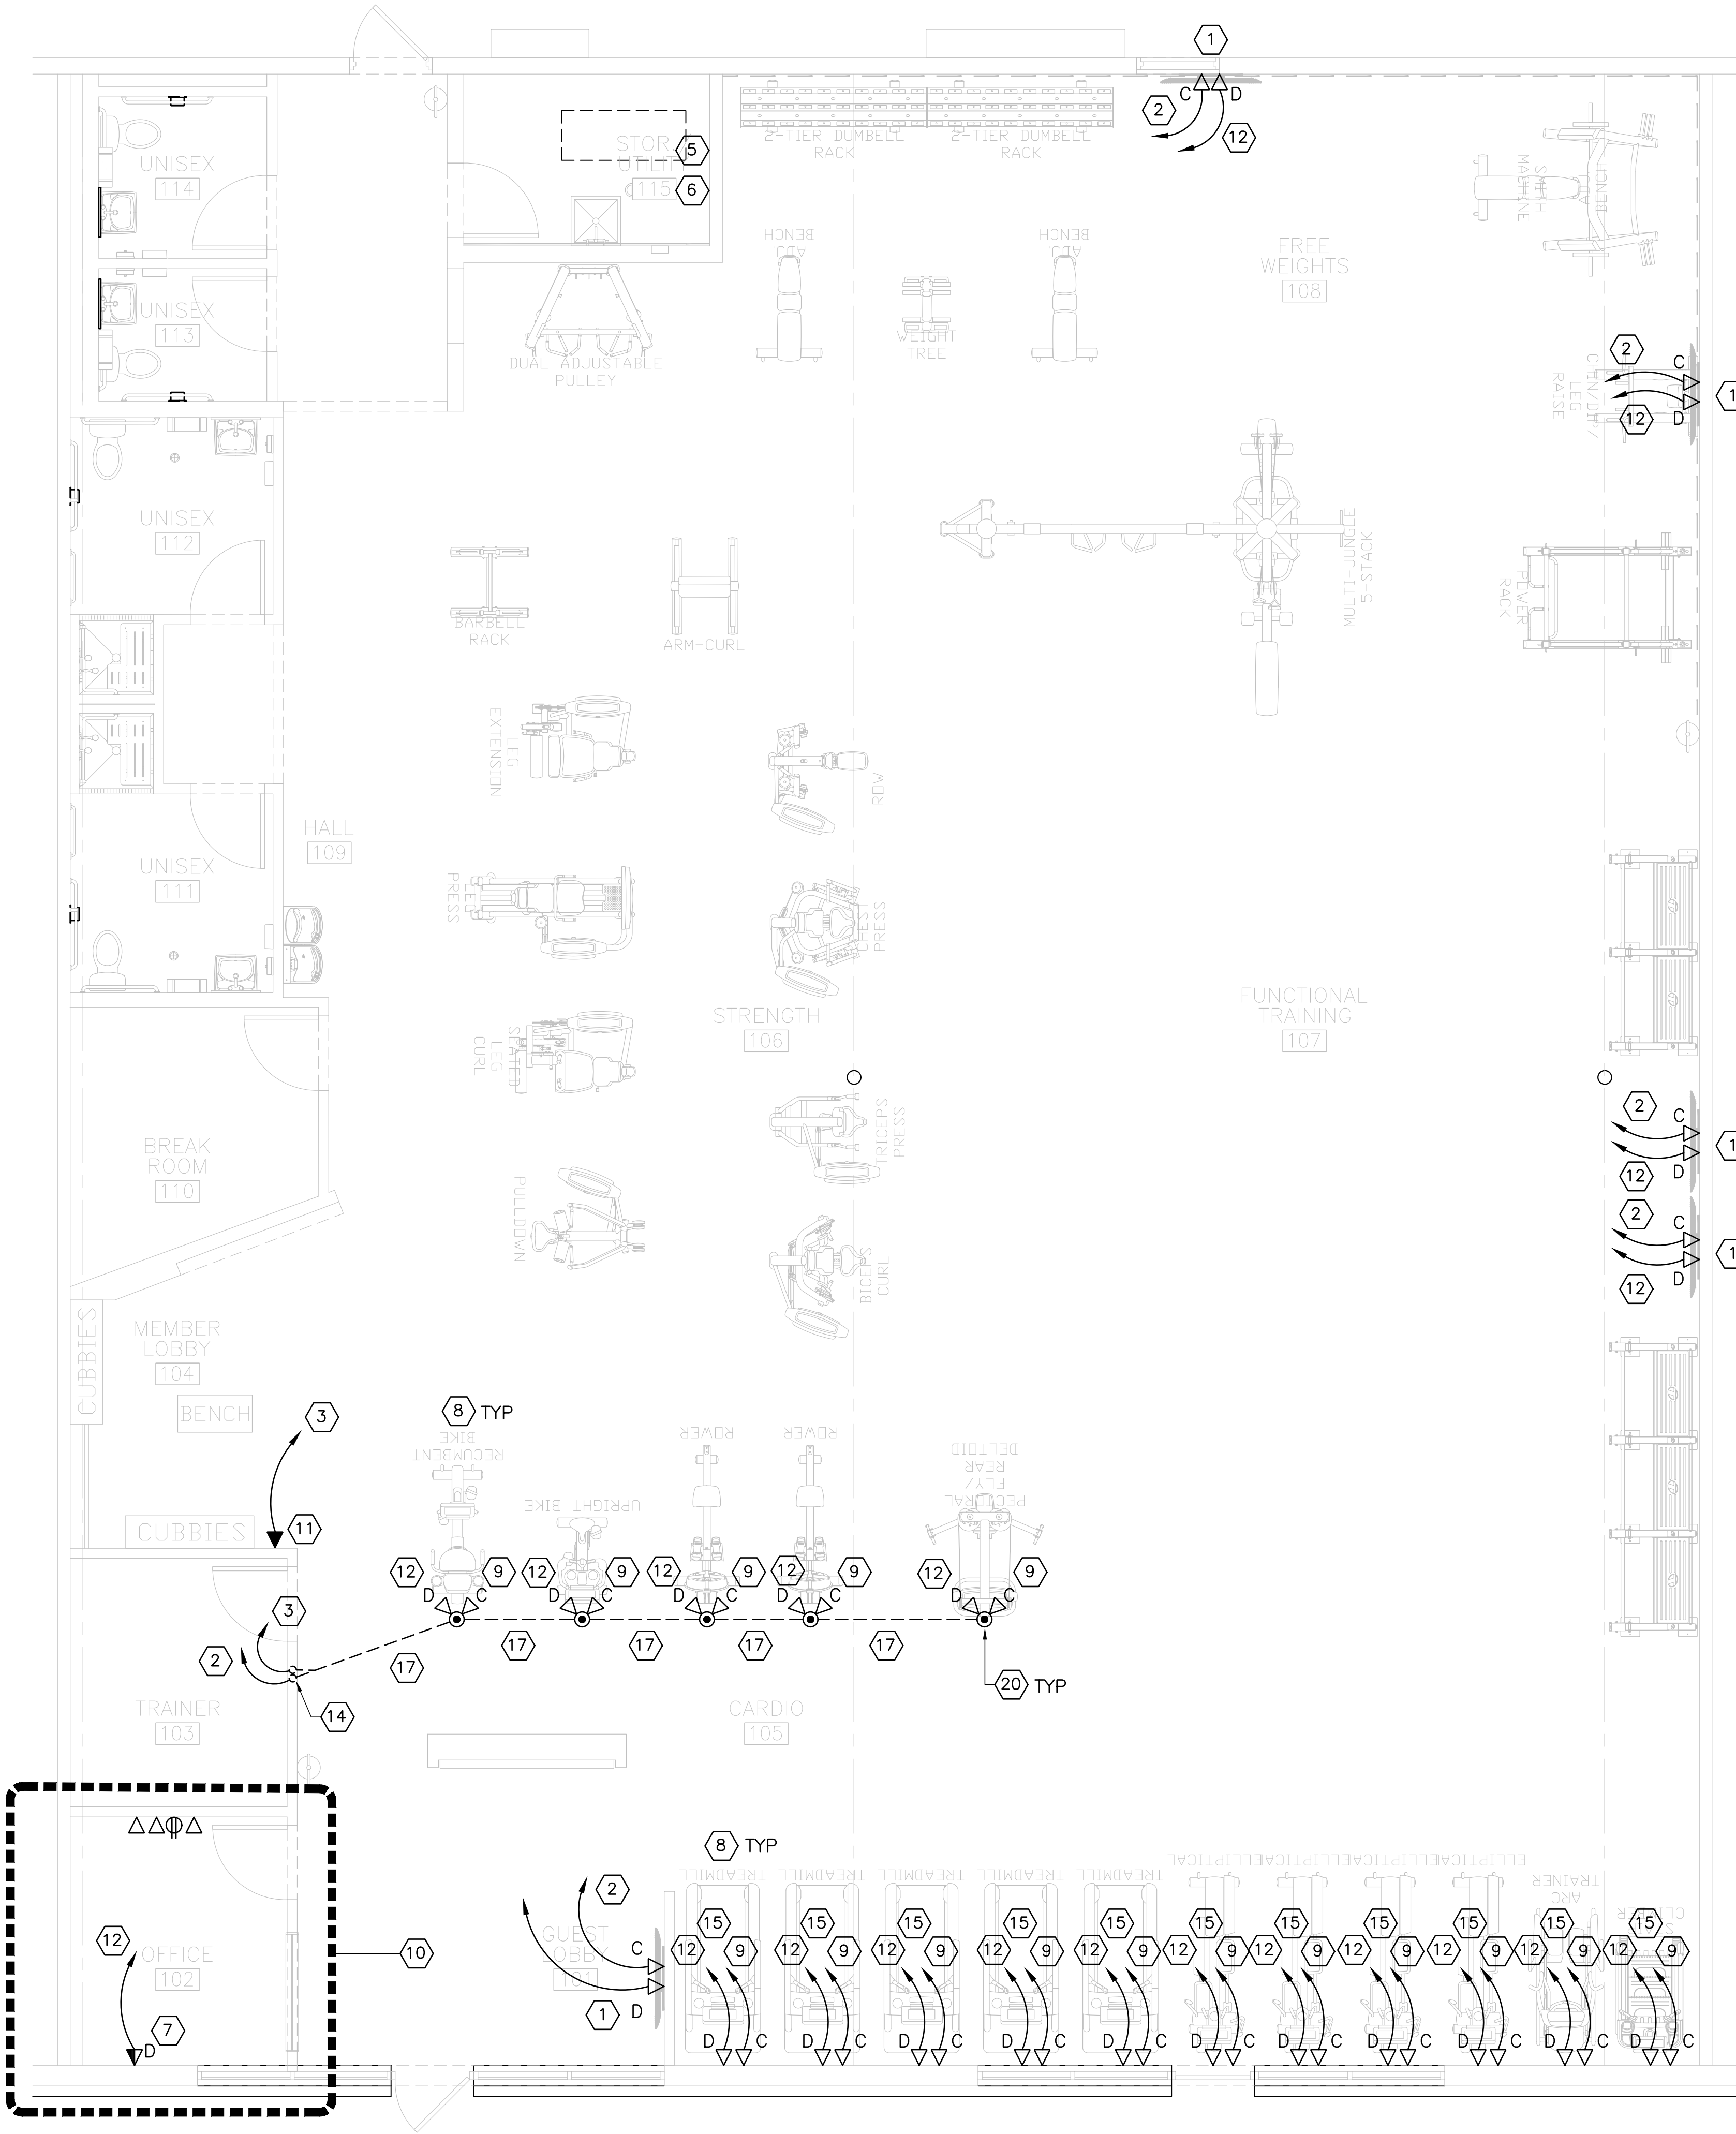 1
C D
2
12
STOR.
UTILITY
115
5
6
2-TIER DUMBELL
RACK
2-TIER DUMBELL
RACK
UNISEX
114
SMITH
MACHINE
BENCH
ADJ.
BENCH
ADJ.
BENCH
FREE
WEIGHTS
108
UNISEX
113
DUAL ADJUSTABLE
PULLEY
WEIGHT
TREE
2
C
CHIN/DIP/
LEG
RAISE
1
12
D
UNISEX
112
MULTI-JUNGLE
5-STACK
POWER
RACK
BARBELL
RACK
ARM-CURL
LEG
EXTENSION
ROW
HALL
109
UNISEX
111
LEG
PRESS
CHEST
PRESS
STRENGTH
106
FUNCTIONAL
TRAINING
107
SEATED
LEG
CURL
2
C
1
12
D
TRICEPS
PRESS
BREAK
ROOM
110
PULLDOWN
2
C
1
12
D
BICEPS
CURL
MEMBER
LOBBY
104
CUBBIES
BENCH
3
8 TYP
RECUMBENT
BIKE
UPRIGHT BIKE
ROWER
ROWER
PECTORAL
FLY/
REAR
DELTOID
CUBBIES
11
12 9 12 9 12 9 12 9 12 9
D C D C D C D C D C
3
2
17
17 17 17 17
14
20 TYP
TRAINER
103
CARDIO
105
8 TYP
TREADMILL TREADMILL TREADMILL TREADMILL TREADMILL ELLIPTICAL ELLIPTICAL ELLIPTICAL ELLIPTICAL
ARC
TRAINER
CLIMBER
2
GUEST
LOBBY
101
C
1
D
15 15 15 15 15 15 15 15 15 15 15
12 9 12 9 12 9 12 9 12 9 12 9 12 9 12 9 12 9 12 9 12 9
D C D C D C D C D C D C D C D C D C D C D C
12
OFFICE
102
10
7
D